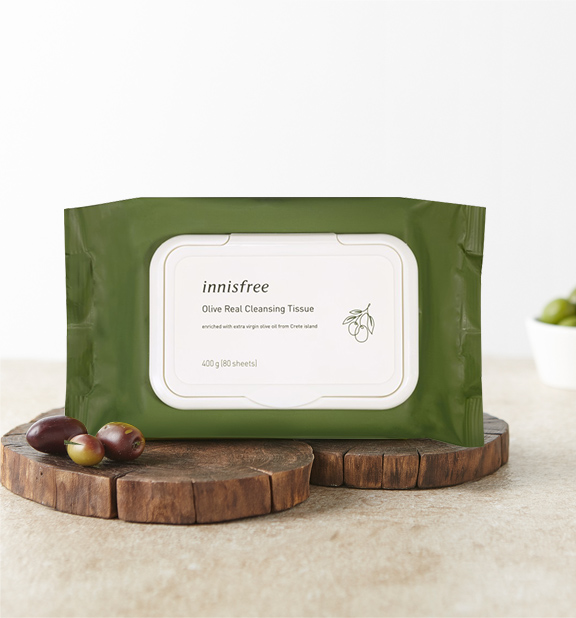 innisfree
Olive Real Cleansing Tissue
enriched with extra virgin olive oil from Crete island
400 g (80 sheets)